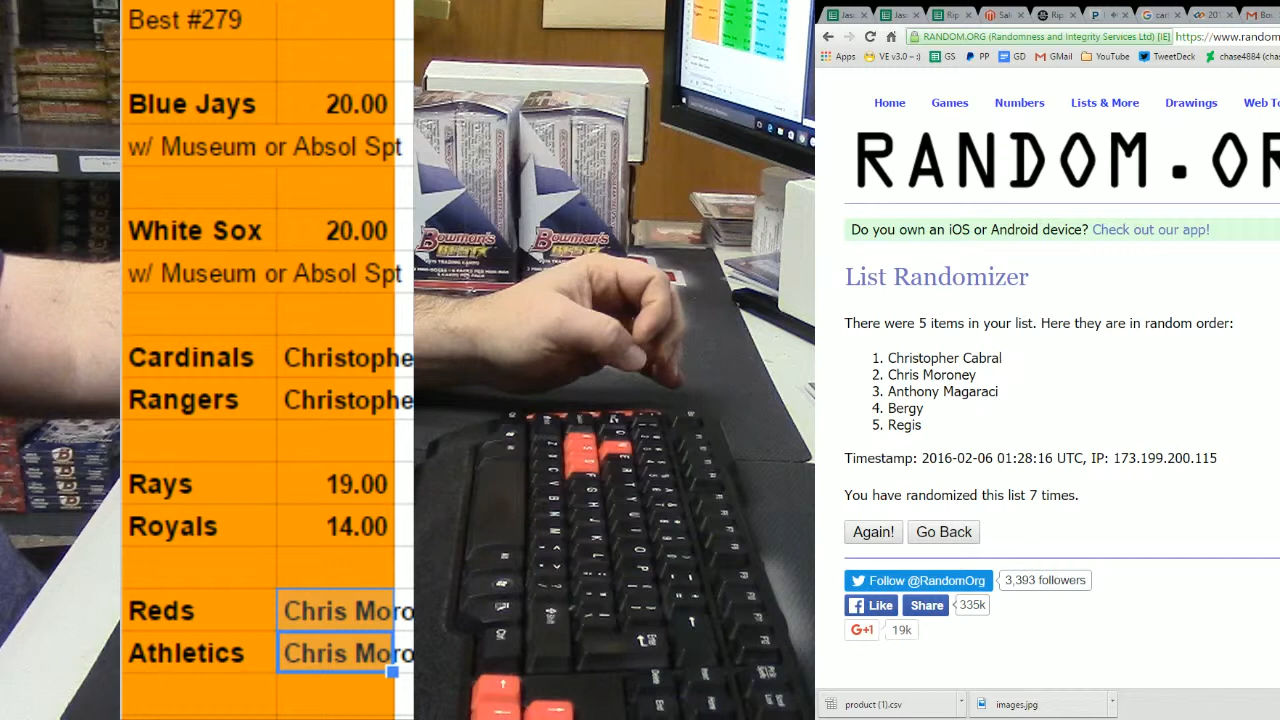 Best #279
Blue Jays 20.00
w/ Museum or Absol Spt
White Sox 20.00
w/ Museum or Absol Spt
Cardinals Christophe
Rangers Christophe
Rays 19.00
Royals 14.00
Reds Chris Moro
Athletics Chris Moro
Bowman's
BEST
Bowman's
BEST
RANDOM.ORG (Randomness and Integrity Services Ltd) [IE] https://www.random
Apps VE v3.0 – :) GS PP GD GMail YouTube TweetDeck chase4884 (chas
Home Games Numbers Lists & More Drawings Web To
RANDOM.OR
Do you own an iOS or Android device? Check out our app!
List Randomizer
There were 5 items in your list. Here they are in random order:
1. Christopher Cabral
2. Chris Moroney
3. Anthony Magaraci
4. Bergy
5. Regis
Timestamp: 2016-02-06 01:28:16 UTC, IP: 173.199.200.115
You have randomized this list 7 times.
Again! Go Back
Follow @RandomOrg 3,393 followers
Like Share 335k
G+1 19k
product (1).csv images.jpg